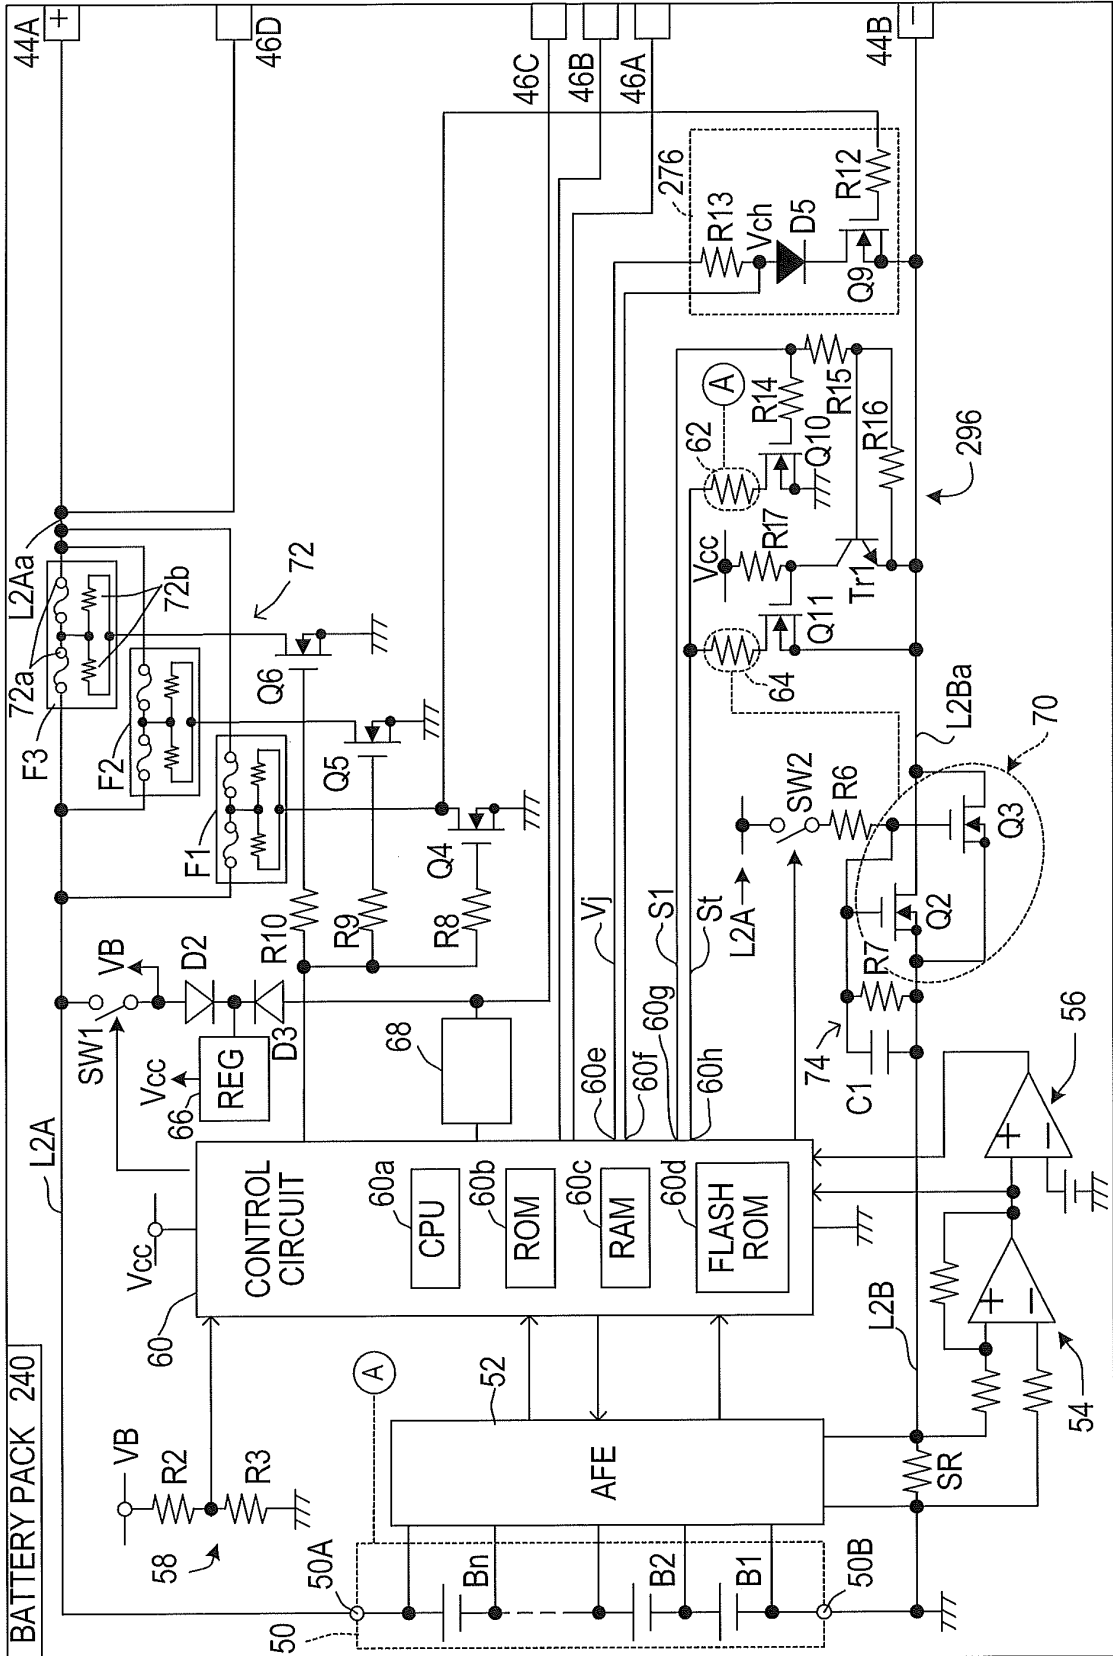 BATTERY PACK 240
44A
+
46D
46C
46B
46A
44B
−
L2A
L2Aa
72a
72b
F3
F2
F1
72
Q6
Q5
Q4
R10
R9
R8
SW1
VB
D2
D3
Vcc
66
REG
68
Vcc
60
CONTROL
CIRCUIT
60a
CPU
60b
ROM
60c
RAM
60d
FLASH
ROM
60e
60f
60g
60h
Vj
S1
St
276
R13
Vch
D5
Q9
R12
A
62
R14
Q10
R15
R16
R17
Vcc
Tr1
Q11
64
296
L2A
SW2
R6
L2Ba
70
Q3
Q2
R7
74
C1
56
+
−
54
+
−
L2B
SR
VB
R2
R3
58
A
52
AFE
50A
50
Bn
B2
B1
50B